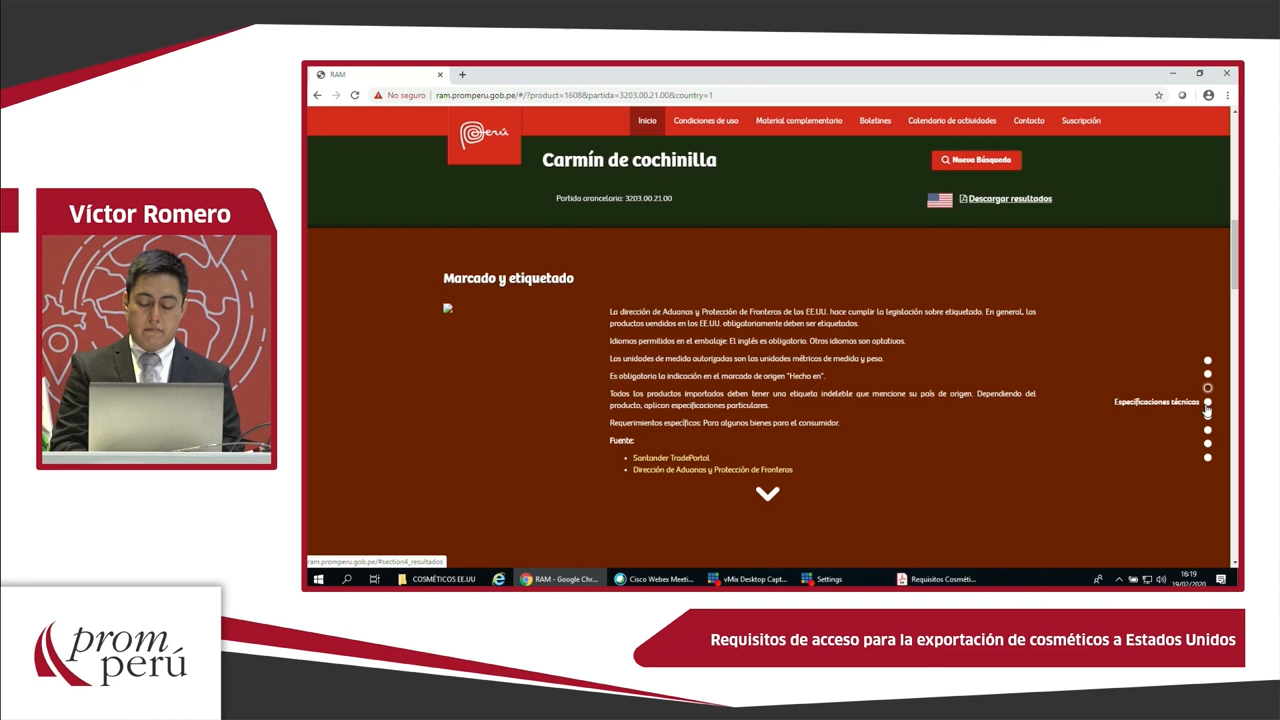 Víctor Romero
RAM
No seguro
ram.promperu.gob.pe/#/?product=1608&partida=3203.00.21.00&country=1
Perú
Inicio
Condiciones de uso
Material complementario
Boletines
Calendario de actividades
Contacto
Suscripción
Carmín de cochinilla
Nueva Búsqueda
Partida arancelaria: 3203.00.21.00
Descargar resultados
Marcado y etiquetado
La dirección de Aduanas y Protección de Fronteras de los EE.UU. hace cumplir la legislación sobre etiquetado. En general, los
productos vendidos en los EE.UU. obligatoriamente deben ser etiquetados.
Idiomas permitidos en el embalaje: El inglés es obligatorio. Otros idiomas son optativos.
Las unidades de medida autorizadas son las unidades métricas de medida y peso.
Es obligatoria la indicación en el marcado de origen "Hecho en".
Todos los productos importados deben tener una etiqueta indeleble que mencione su país de origen. Dependiendo del
producto, aplican especificaciones particulares.
Requerimientos específicos: Para algunos bienes para el consumidor.
Fuente:
Santander TradePortal
Dirección de Aduanas y Protección de Fronteras
Especificaciones técnicas
ram.promperu.gob.pe/#section4_resultados
COSMÉTICOS EE.UU
RAM - Google Chr...
Cisco Webex Meeti...
vMix Desktop Capt...
Settings
Requisitos Cosméti...
16:19
19/02/2020
prom
perú
Requisitos de acceso para la exportación de cosméticos a Estados Unidos